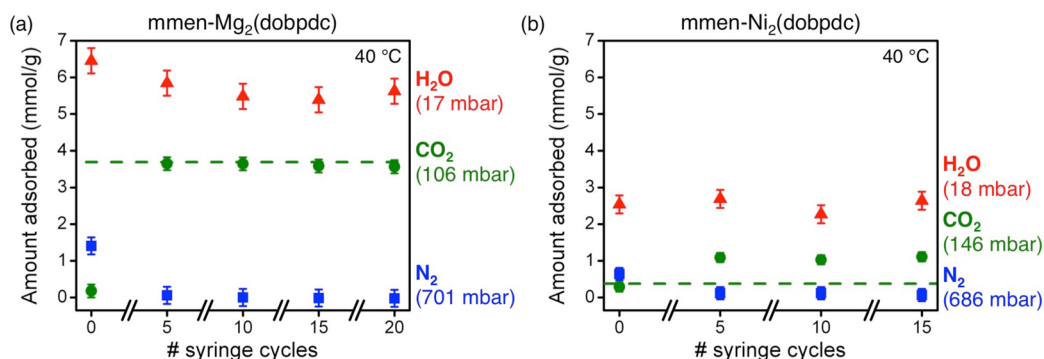 (a) mmen-Mg₂(dobpdc)
40 °C
Amount adsorbed (mmol/g)
7
6
5
4
3
2
1
0
H₂O
(17 mbar)
CO₂
(106 mbar)
N₂
(701 mbar)
0 5 10 15 20
# syringe cycles
(b) mmen-Ni₂(dobpdc)
40 °C
Amount adsorbed (mmol/g)
7
6
5
4
3
2
1
0
H₂O
(18 mbar)
CO₂
(146 mbar)
N₂
(686 mbar)
0 5 10 15
# syringe cycles